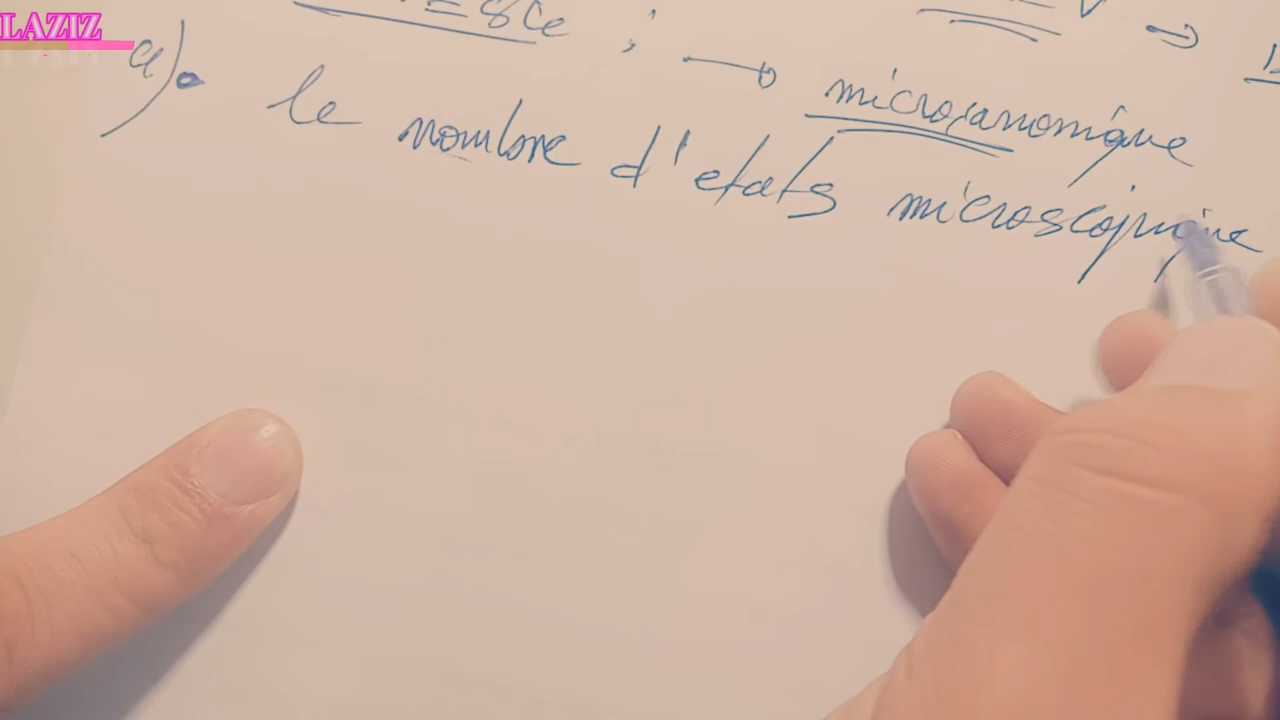 LAZIZ
; → microcanonique
a). le nombre d'etats microscopique